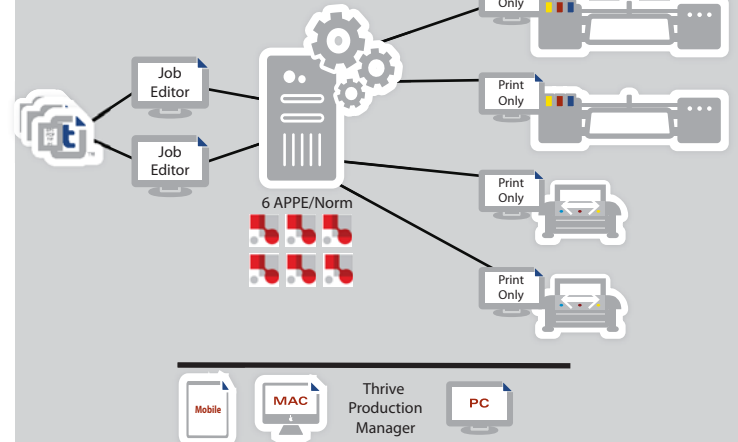 Only
Job
Editor
Print
Only
t
™
Job
Editor
Print
Only
6 APPE/Norm
Print
Only
Mobile
MAC
Thrive
Production
Manager
PC